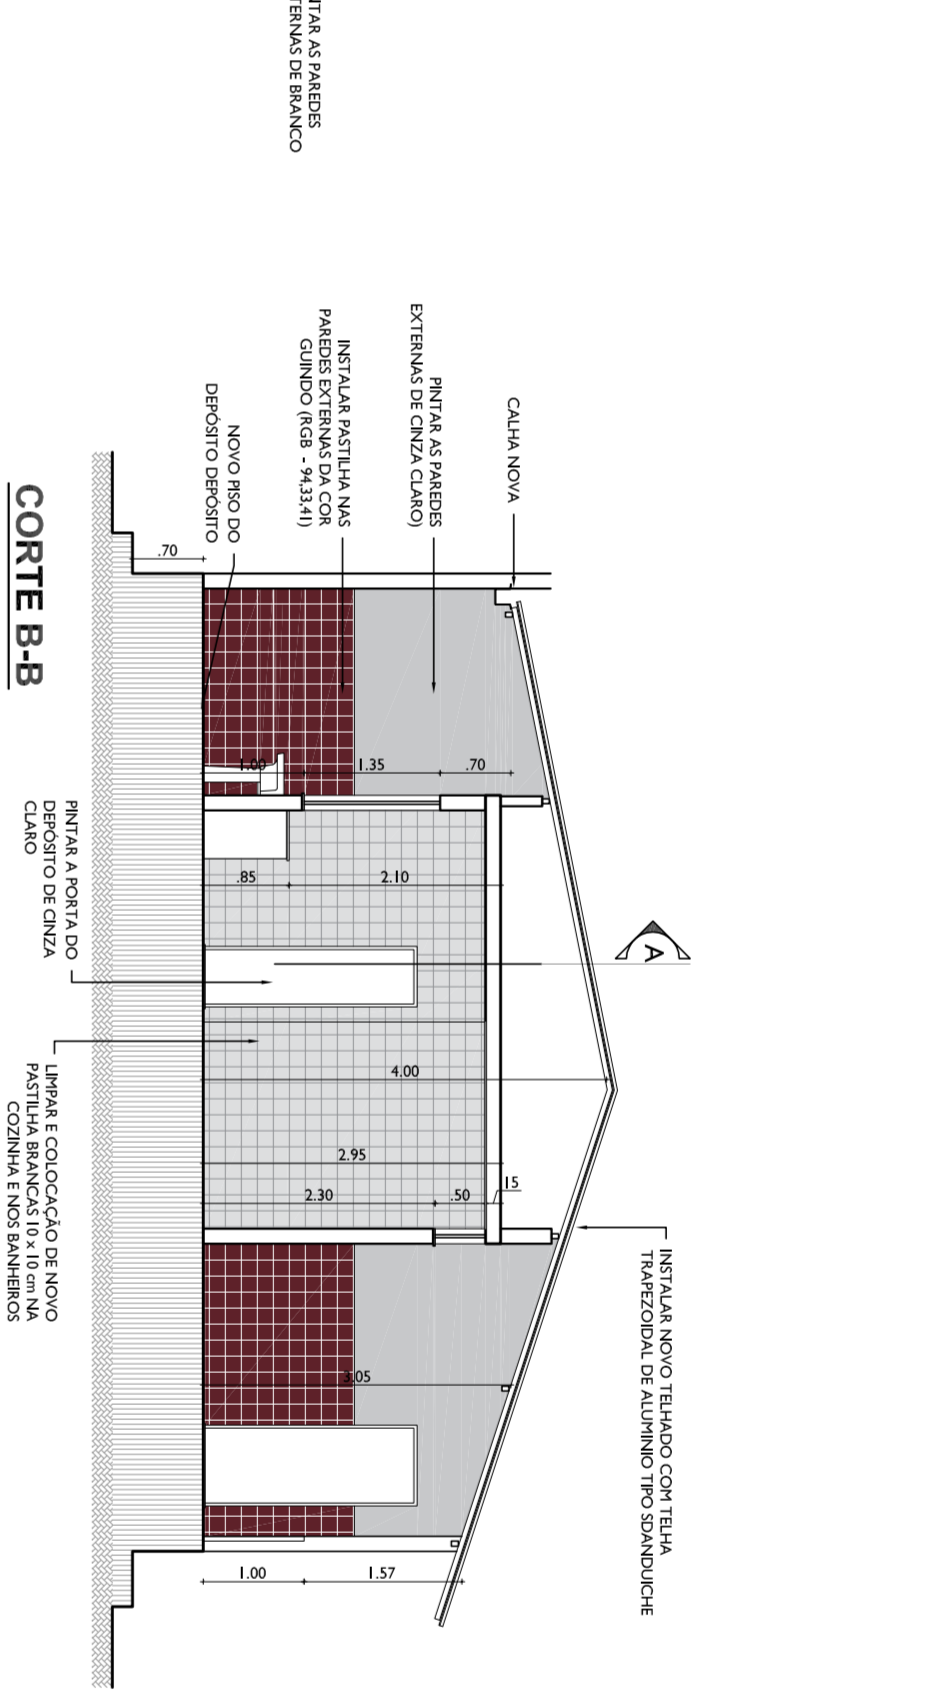 NTAR AS PAREDES
TERNAS DE BRANCO
CALHA NOVA
PINTAR AS PAREDES
EXTERNAS DE CINZA CLARO)
INSTALAR PASTILHA NAS
PAREDES EXTERNAS DA COR
GUINDO (RGB - 94,33,41)
NOVO PISO DO
DEPÓSITO DEPÓSITO
.70
1.00
1.35
.70
.85
2.10
A
4.00
2.95
15
2.30
.50
3.05
1.00
1.57
INSTALAR NOVO TELHADO COM TELHA
TRAPEZOIDAL DE ALUMINIO TIPO SDANDUICHE
PINTAR A PORTA DO
DEPÓSITO DE CINZA
CLARO
LIMPAR E COLOCAÇÃO DE NOVO
PASTILHA BRANCAS 10 x 10 cm NA
COZINHA E NOS BANHEIROS
CORTE B-B